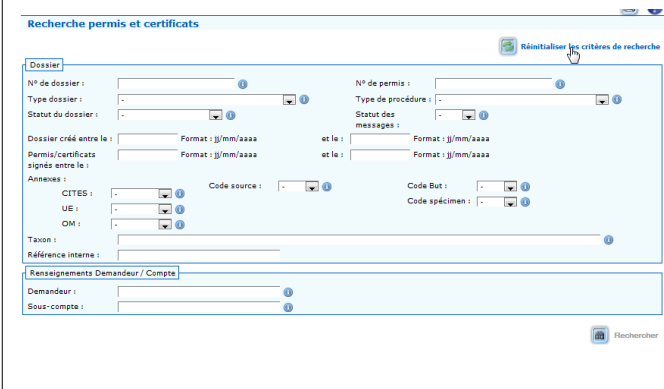 Recherche permis et certificats
Réinitialiser les critères de recherche
Dossier
N° de dossier :
N° de permis :
Type dossier : -
Type de procédure : -
Statut du dossier : -
Statut des messages : -
Dossier créé entre le : Format : jj/mm/aaaa et le : Format : jj/mm/aaaa
Permis/certificats signés entre le : Format : jj/mm/aaaa et le : Format : jj/mm/aaaa
Annexes :
CITES : -
Code source : -
Code But : -
UE : -
Code spécimen : -
OM : -
Taxon :
Référence interne :
Renseignements Demandeur / Compte
Demandeur :
Sous-compte :
Rechercher